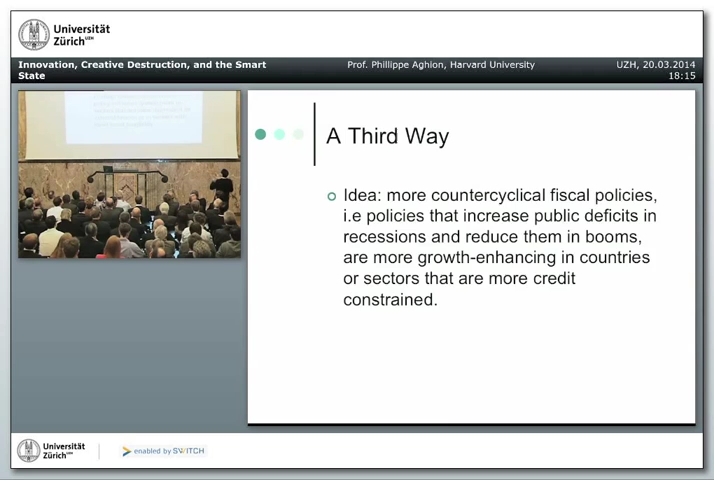 Universität
Zürich UZH
Innovation, Creative Destruction, and the Smart
State
Prof. Phillippe Aghion, Harvard University
UZH, 20.03.2014
18:15
A Third Way
Idea: more countercyclical fiscal policies,
i.e policies that increase public deficits in
recessions and reduce them in booms,
are more growth-enhancing in countries
or sectors that are more credit
constrained.
Universität
Zürich UZH
enabled by SWITCH